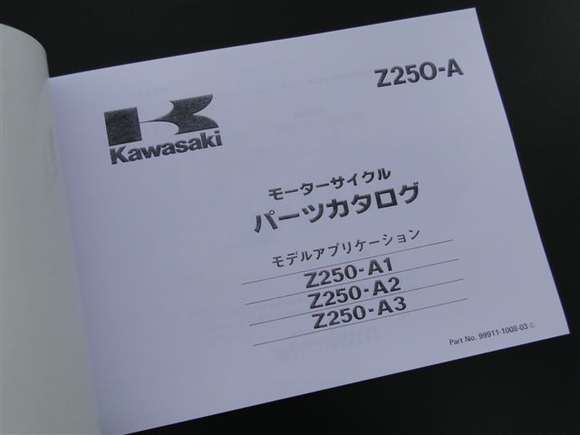 Z250-A
Kawasaki
モーターサイクル
パーツカタログ
モデルアプリケーション
Z250-A1
Z250-A2
Z250-A3
Part No. 99911-1008-03 ©